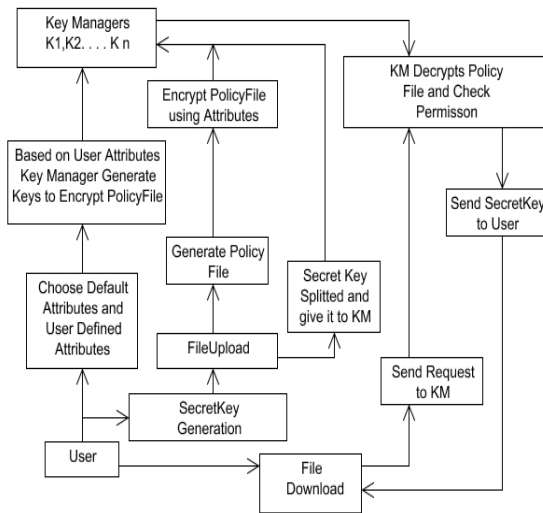 Key Managers
K1,K2. . . . K n
Encrypt PolicyFile
using Attributes
KM Decrypts Policy
File and Check
Permisson
Based on User Attributes
Key Manager Generate
Keys to Encrypt PolicyFile
Send SecretKey
to User
Generate Policy
File
Secret Key
Splitted and
give it to KM
Choose Default
Attributes and
User Defined
Attributes
FileUpload
Send Request
to KM
SecretKey
Generation
User
File
Download